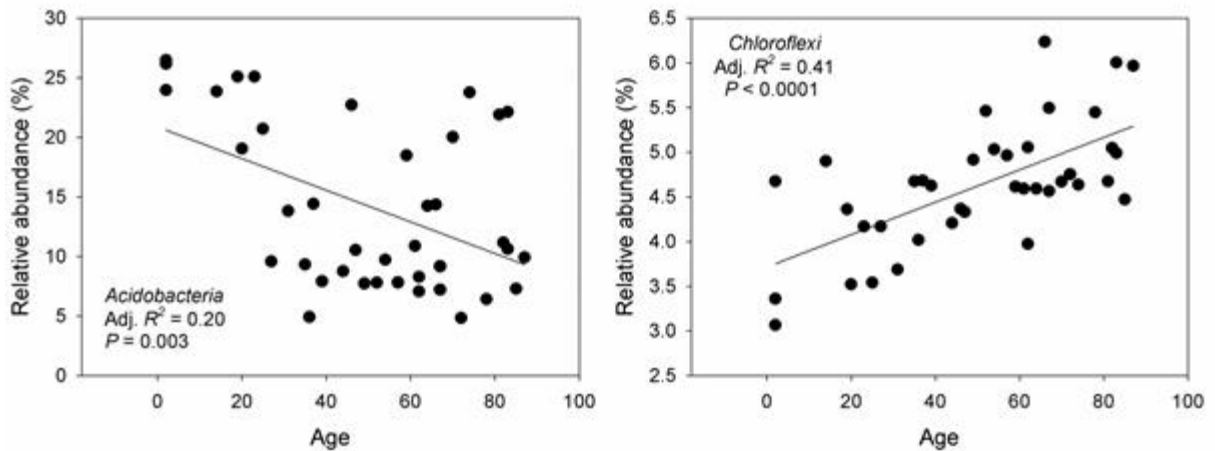 Relative abundance (%)
30
25
20
15
10
5
0
Acidobacteria
Adj. R² = 0.20
P = 0.003
0 20 40 60 80 100
Age
Relative abundance (%)
6.5
6.0
5.5
5.0
4.5
4.0
3.5
3.0
2.5
Chloroflexi
Adj. R² = 0.41
P < 0.0001
0 20 40 60 80 100
Age